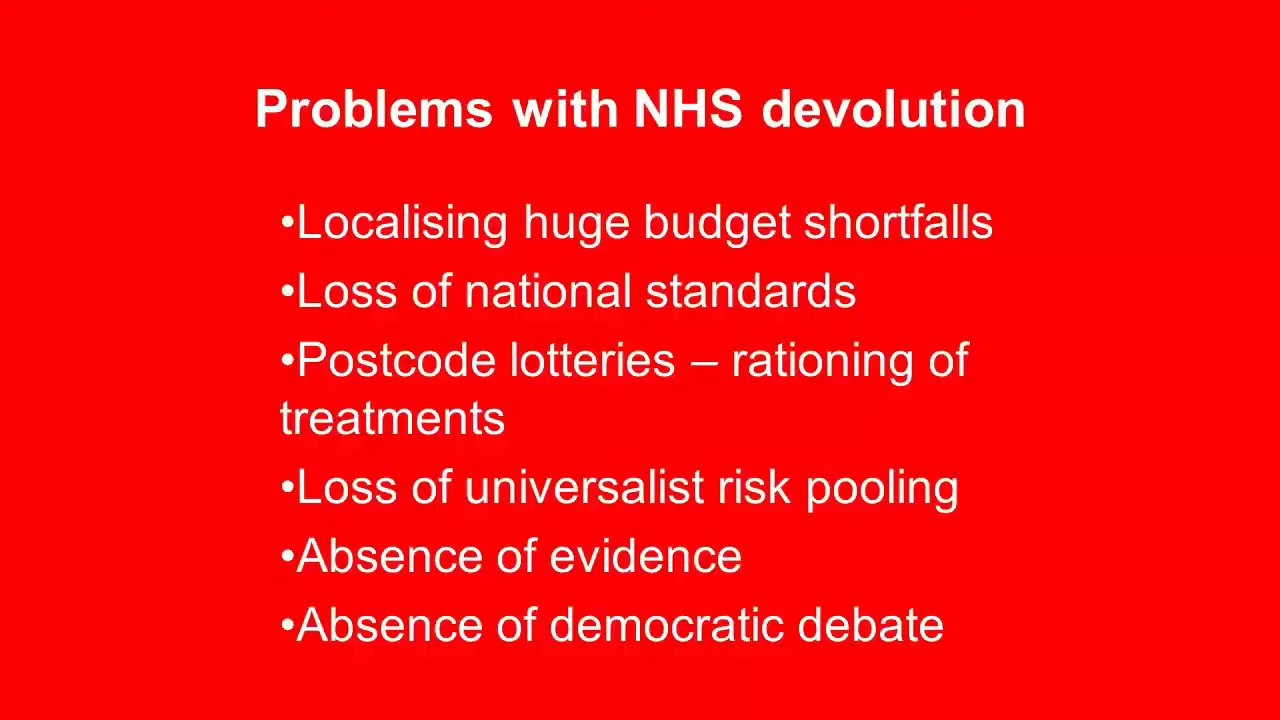 Problems with NHS devolution
•Localising huge budget shortfalls
•Loss of national standards
•Postcode lotteries – rationing of
treatments
•Loss of universalist risk pooling
•Absence of evidence
•Absence of democratic debate